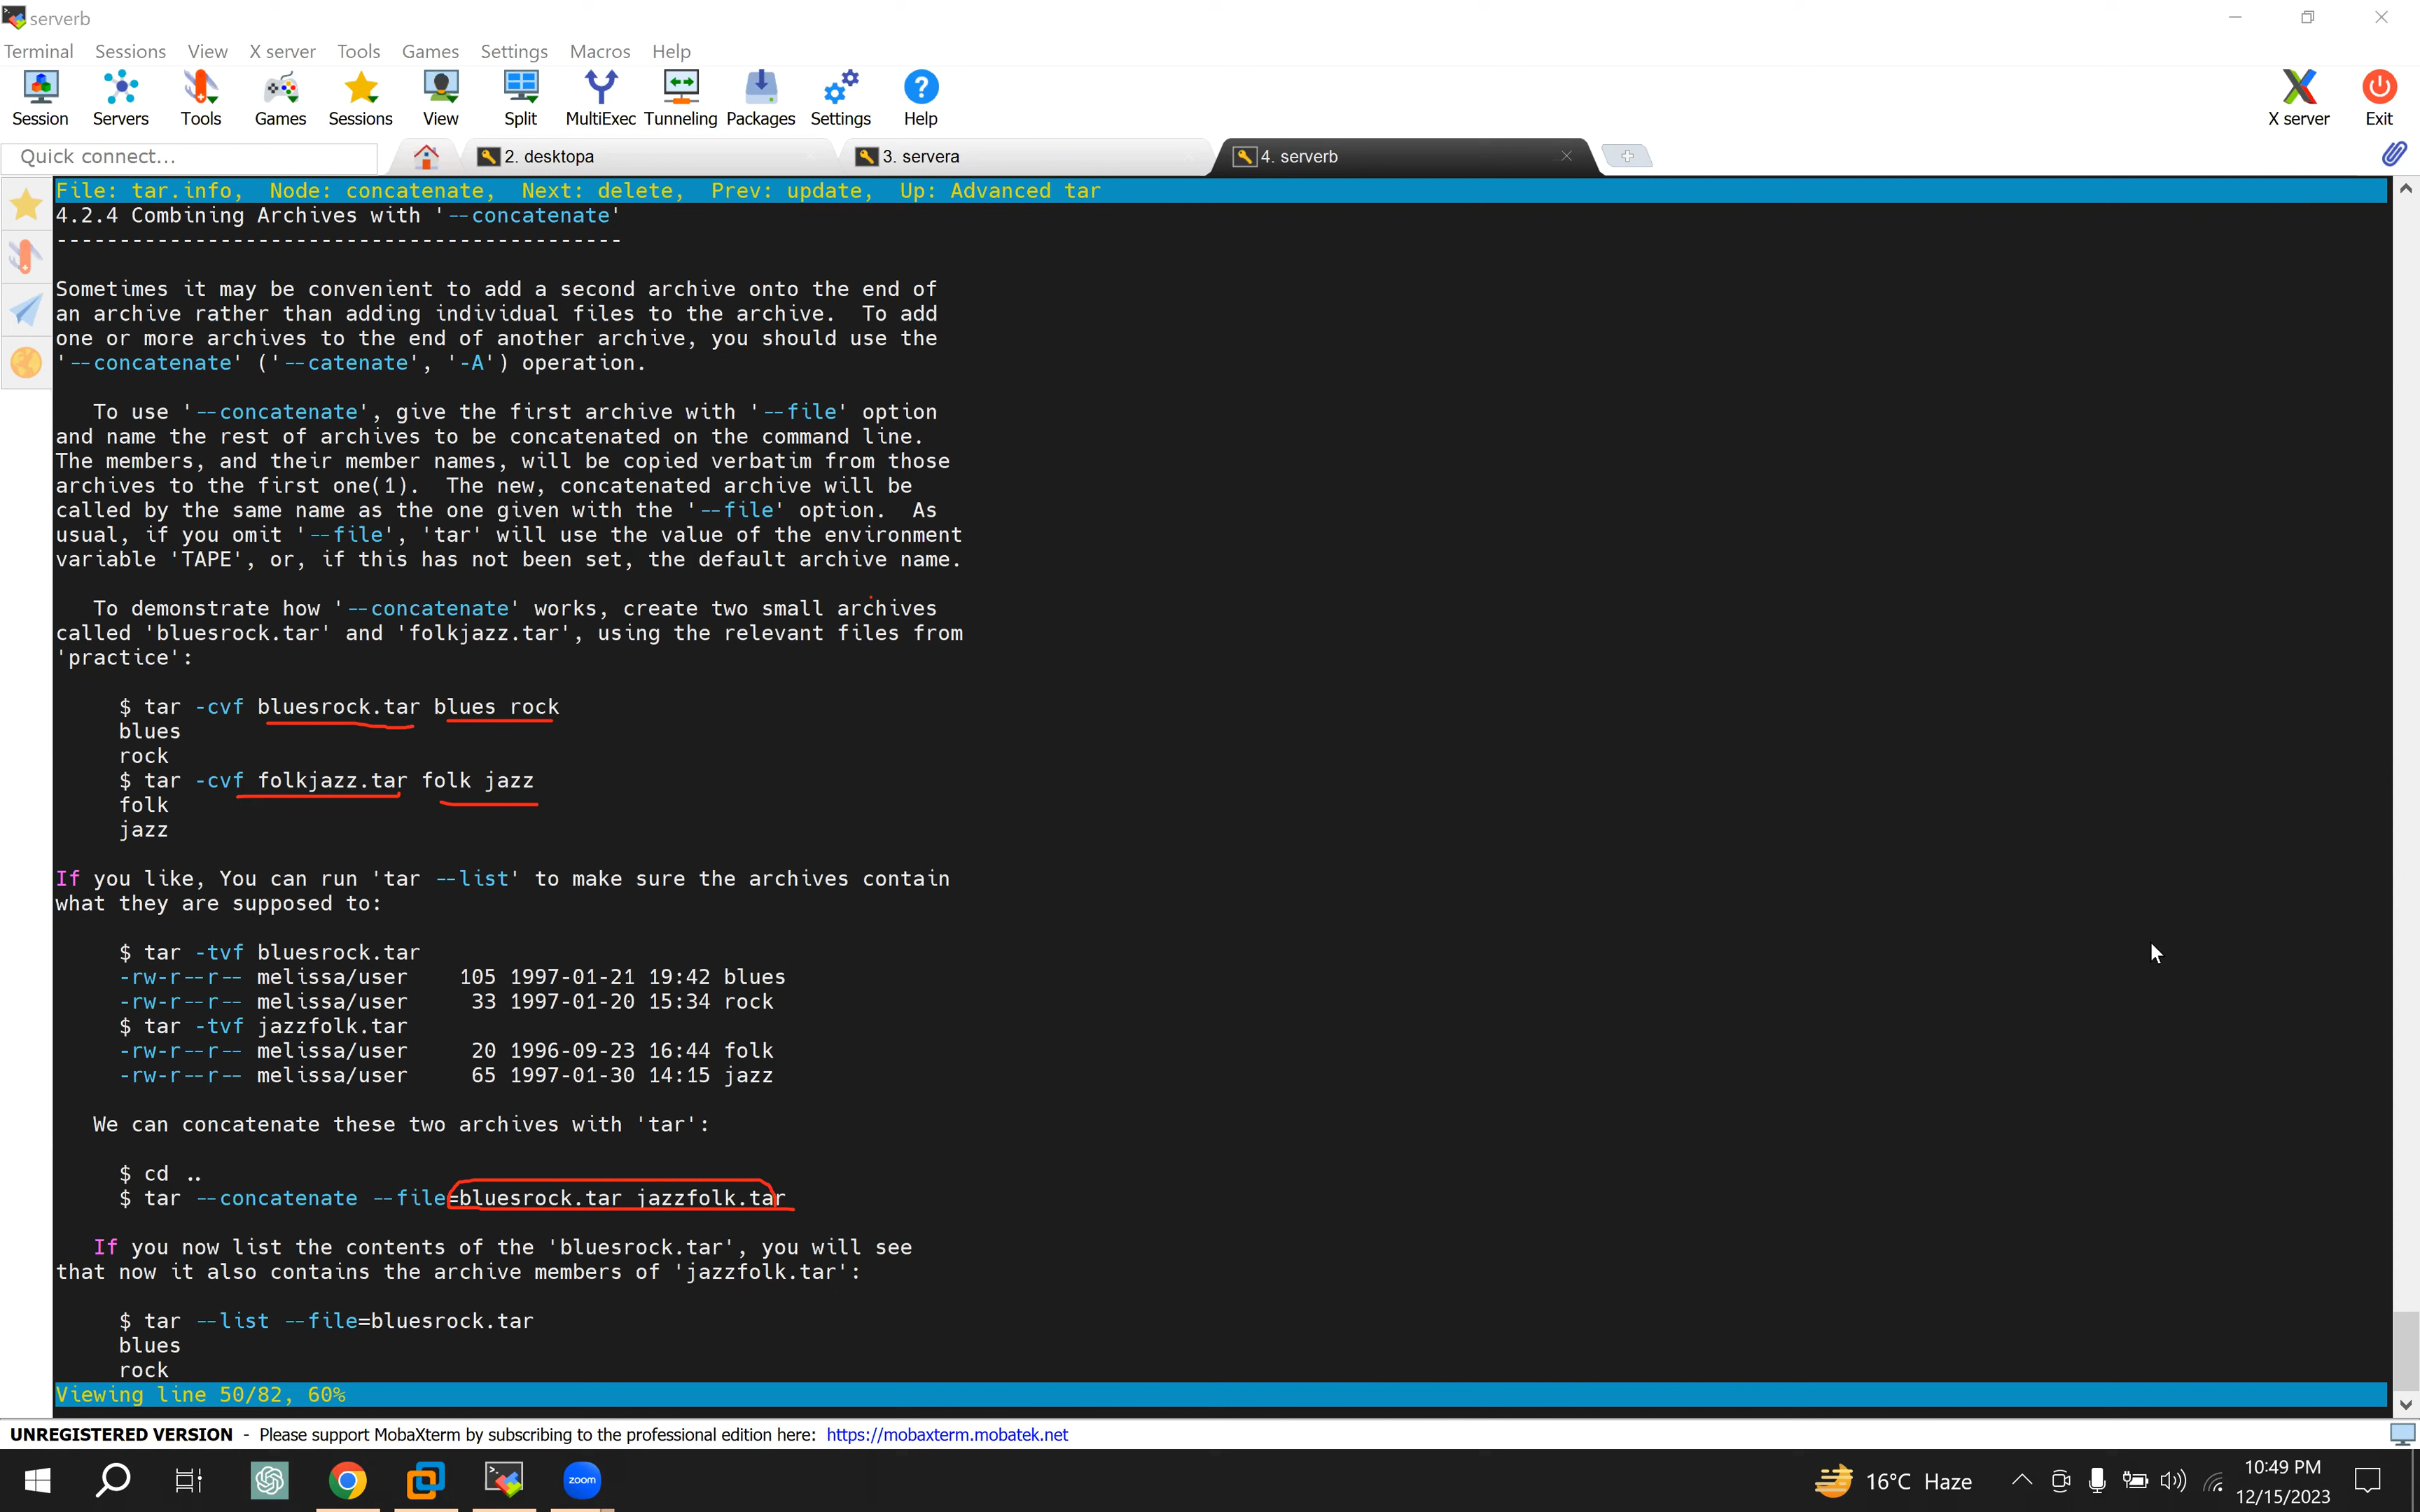 serverb
Terminal Sessions View X server Tools Games Settings Macros Help
Session Servers Tools Games Sessions View Split MultiExec Tunneling Packages Settings Help X server Exit
Quick connect... 2. desktopa 3. servera 4. serverb
File: tar.info,  Node: concatenate,  Next: delete,  Prev: update,  Up: Advanced tar
4.2.4 Combining Archives with '--concatenate'
---------------------------------------------
Sometimes it may be convenient to add a second archive onto the end of
an archive rather than adding individual files to the archive.  To add
one or more archives to the end of another archive, you should use the
'--concatenate' ('--catenate', '-A') operation.
To use '--concatenate', give the first archive with '--file' option
and name the rest of archives to be concatenated on the command line.
The members, and their member names, will be copied verbatim from those
archives to the first one(1).  The new, concatenated archive will be
called by the same name as the one given with the '--file' option.  As
usual, if you omit '--file', 'tar' will use the value of the environment
variable 'TAPE', or, if this has not been set, the default archive name.
To demonstrate how '--concatenate' works, create two small archives
called 'bluesrock.tar' and 'folkjazz.tar', using the relevant files from
'practice':
$ tar -cvf bluesrock.tar blues rock
blues
rock
$ tar -cvf folkjazz.tar folk jazz
folk
jazz
If you like, You can run 'tar --list' to make sure the archives contain
what they are supposed to:
$ tar -tvf bluesrock.tar
-rw-r--r-- melissa/user    105 1997-01-21 19:42 blues
-rw-r--r-- melissa/user     33 1997-01-20 15:34 rock
$ tar -tvf jazzfolk.tar
-rw-r--r-- melissa/user     20 1996-09-23 16:44 folk
-rw-r--r-- melissa/user     65 1997-01-30 14:15 jazz
We can concatenate these two archives with 'tar':
$ cd ..
$ tar --concatenate --file=bluesrock.tar jazzfolk.tar
If you now list the contents of the 'bluesrock.tar', you will see
that now it also contains the archive members of 'jazzfolk.tar':
$ tar --list --file=bluesrock.tar
blues
rock
Viewing line 50/82, 60%
UNREGISTERED VERSION - Please support MobaXterm by subscribing to the professional edition here: https://mobaxterm.mobatek.net
zoom 16°C Haze 10:49 PM
12/15/2023